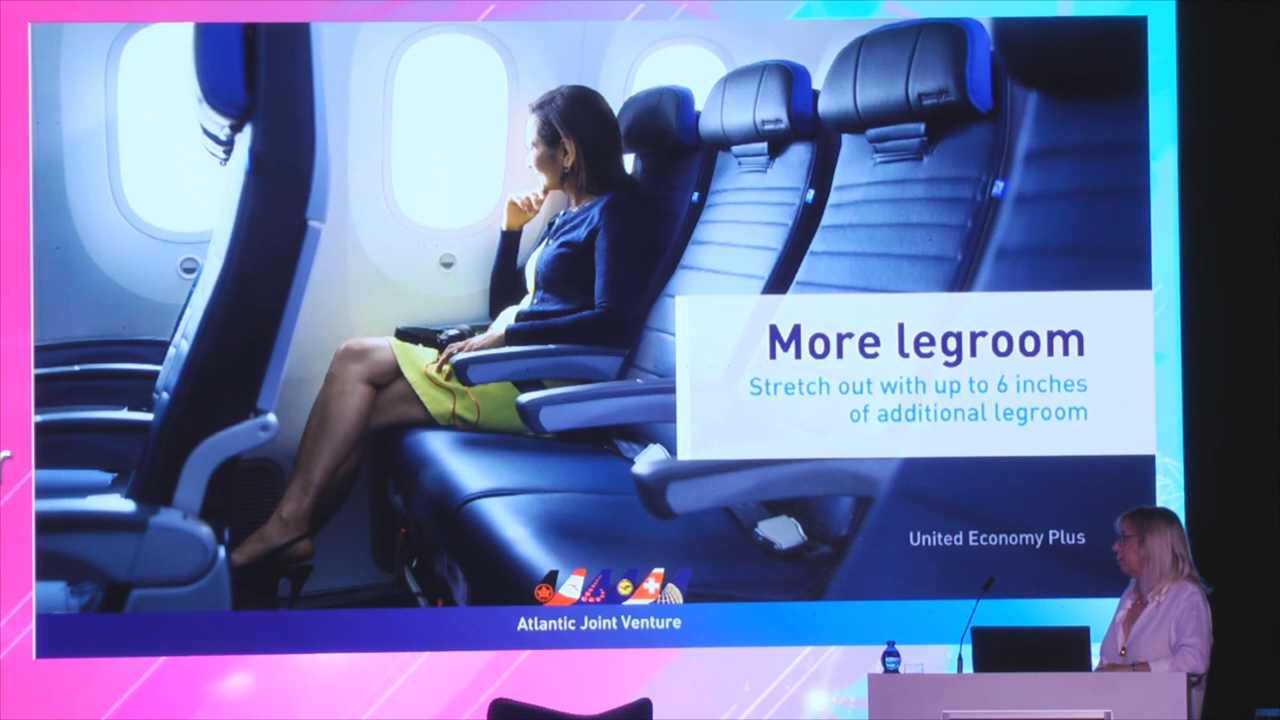 More legroom
Stretch out with up to 6 inches
of additional legroom
United Economy Plus
Atlantic Joint Venture